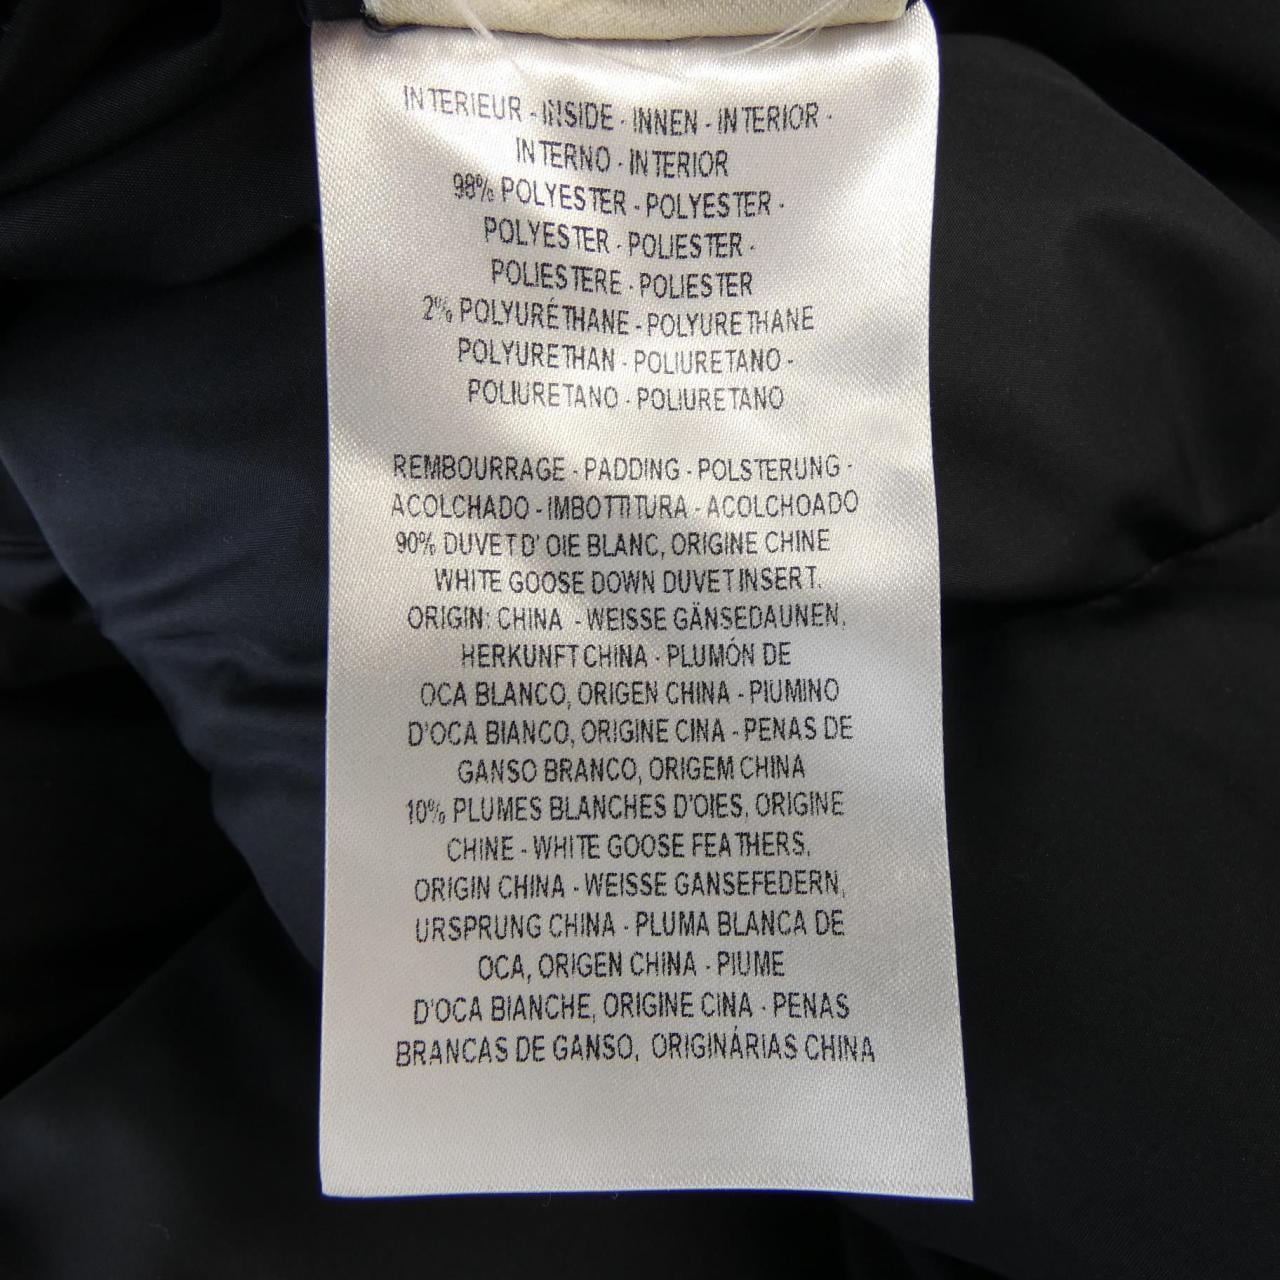 INTERIEUR - INSIDE - INNEN - INTERIOR -
INTERNO - INTERIOR
98% POLYESTER - POLYESTER -
POLYESTER - POLIESTER -
POLIESTERE - POLIESTER
2% POLYURÉTHANE - POLYURETHANE
POLYURETHAN - POLIURETANO -
POLIURETANO - POLIURETANO
REMBOURRAGE - PADDING - POLSTERUNG -
ACOLCHADO - IMBOTTITURA - ACOLCHOADO
90% DUVET D'OIE BLANC, ORIGINE CHINE
WHITE GOOSE DOWN DUVET INSERT.
ORIGIN: CHINA - WEISSE GÄNSEDAUNEN,
HERKUNFT CHINA - PLUMÓN DE
OCA BLANCO, ORIGEN CHINA - PIUMINO
D'OCA BIANCO, ORIGINE CINA - PENAS DE
GANSO BRANCO, ORIGEM CHINA
10% PLUMES BLANCHES D'OIES, ORIGINE
CHINE - WHITE GOOSE FEATHERS,
ORIGIN CHINA - WEISSE GANSEFEDERN,
URSPRUNG CHINA - PLUMA BLANCA DE
OCA, ORIGEN CHINA - PIUME
D'OCA BIANCHE, ORIGINE CINA - PENAS
BRANCAS DE GANSO, ORIGINÁRIAS CHINA